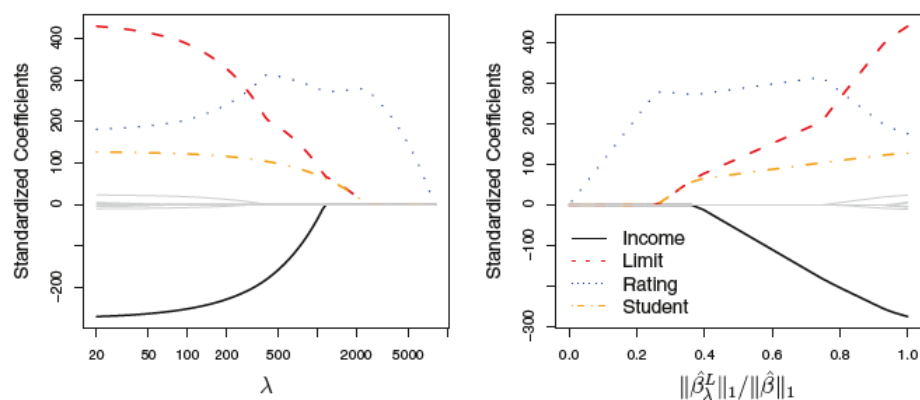 Standardized Coefficients
400
300
200
100
0
−200
20 50 100 200 500 2000 5000
λ
Standardized Coefficients
400
300
200
100
0
−100
−300
Income
Limit
Rating
Student
0.0 0.2 0.4 0.6 0.8 1.0
‖β̂λᴸ‖₁/‖β̂‖₁